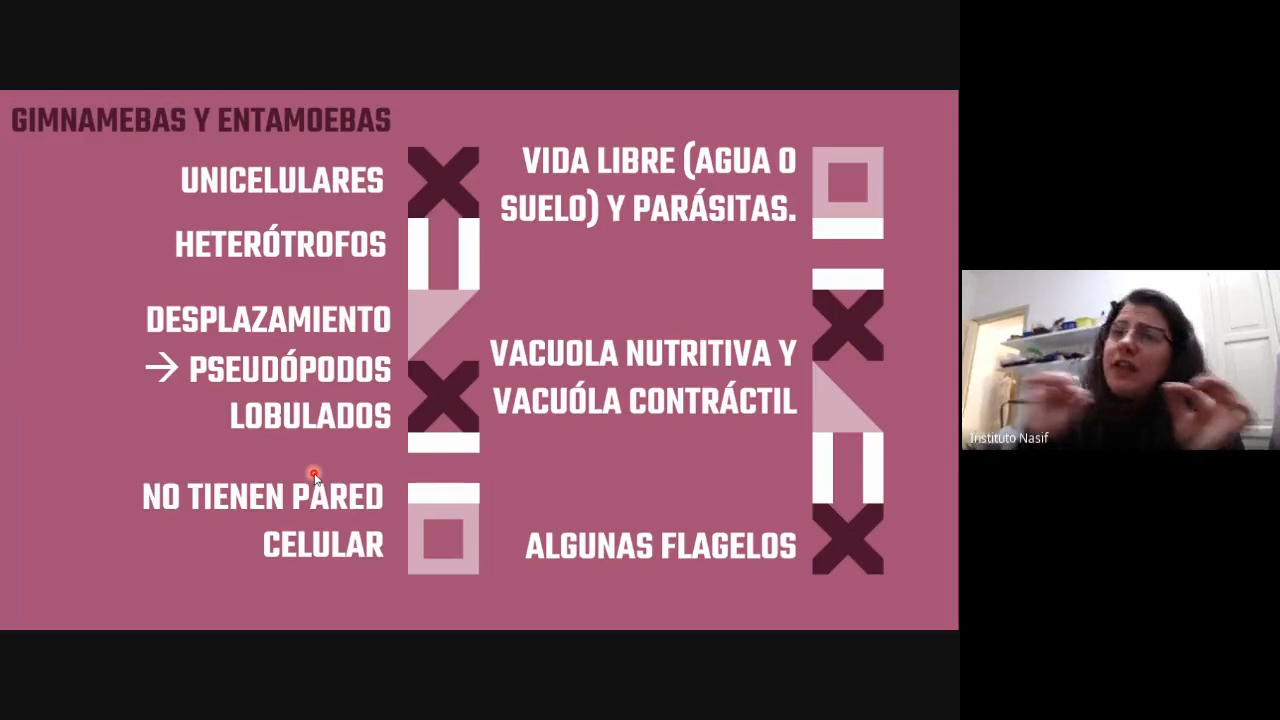 GIMNAMEBAS Y ENTAMOEBAS
UNICELULARES
HETERÓTROFOS
DESPLAZAMIENTO
→ PSEUDÓPODOS
LOBULADOS
NO TIENEN PARED
CELULAR
VIDA LIBRE (AGUA O
SUELO) Y PARÁSITAS.
VACUOLA NUTRITIVA Y
VACUÓLA CONTRÁCTIL
ALGUNAS FLAGELOS
Instituto Nasif